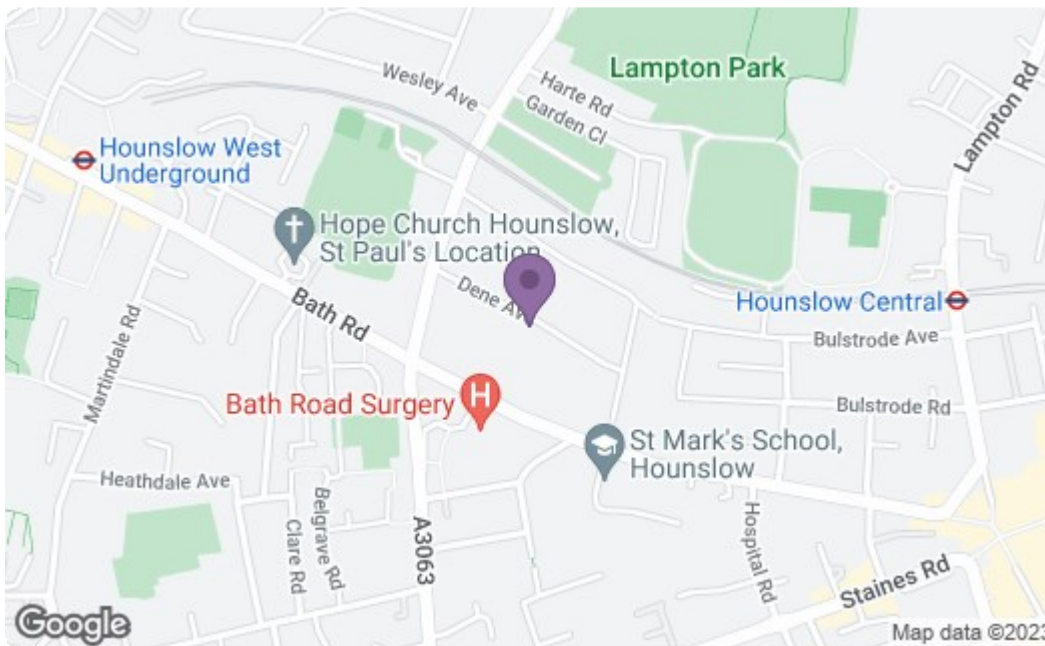 Lampton Park
Wesley Ave
Harte Rd
Garden Cl
Lampton Rd
Hounslow West
Underground
Hope Church Hounslow,
St Paul's Location
Dene Av
Hounslow Central
Bath Rd
Martindale Rd
Bulstrode Ave
Bath Road Surgery
H
Bulstrode Rd
St Mark's School,
Hounslow
Heathdale Ave
Belgrave Rd
Clare Rd
A3063
Hospital Rd
Staines Rd
Google
Map data ©2023